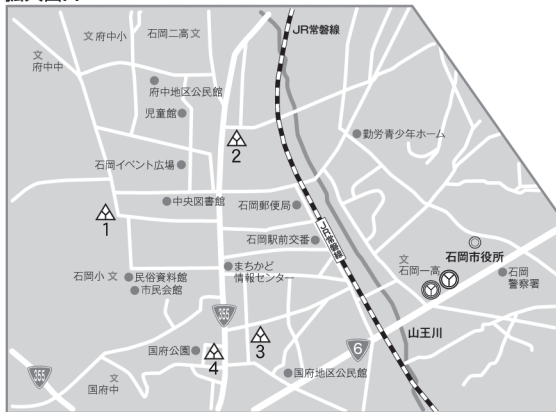 JR常磐線
文 府中小
石岡二高 文
文
府中中
府中地区公民館
児童館
2
勤労青少年ホーム
石岡イベント広場
中央図書館
石岡郵便局
1
JR常磐線
石岡駅前交番
石岡市役所
文
石岡一高
石岡
警察署
石岡小 文
民俗資料館
市民会館
まちかど
情報センター
355
山王川
3
6
国府公園
4
355
文
国府中
国府地区公民館